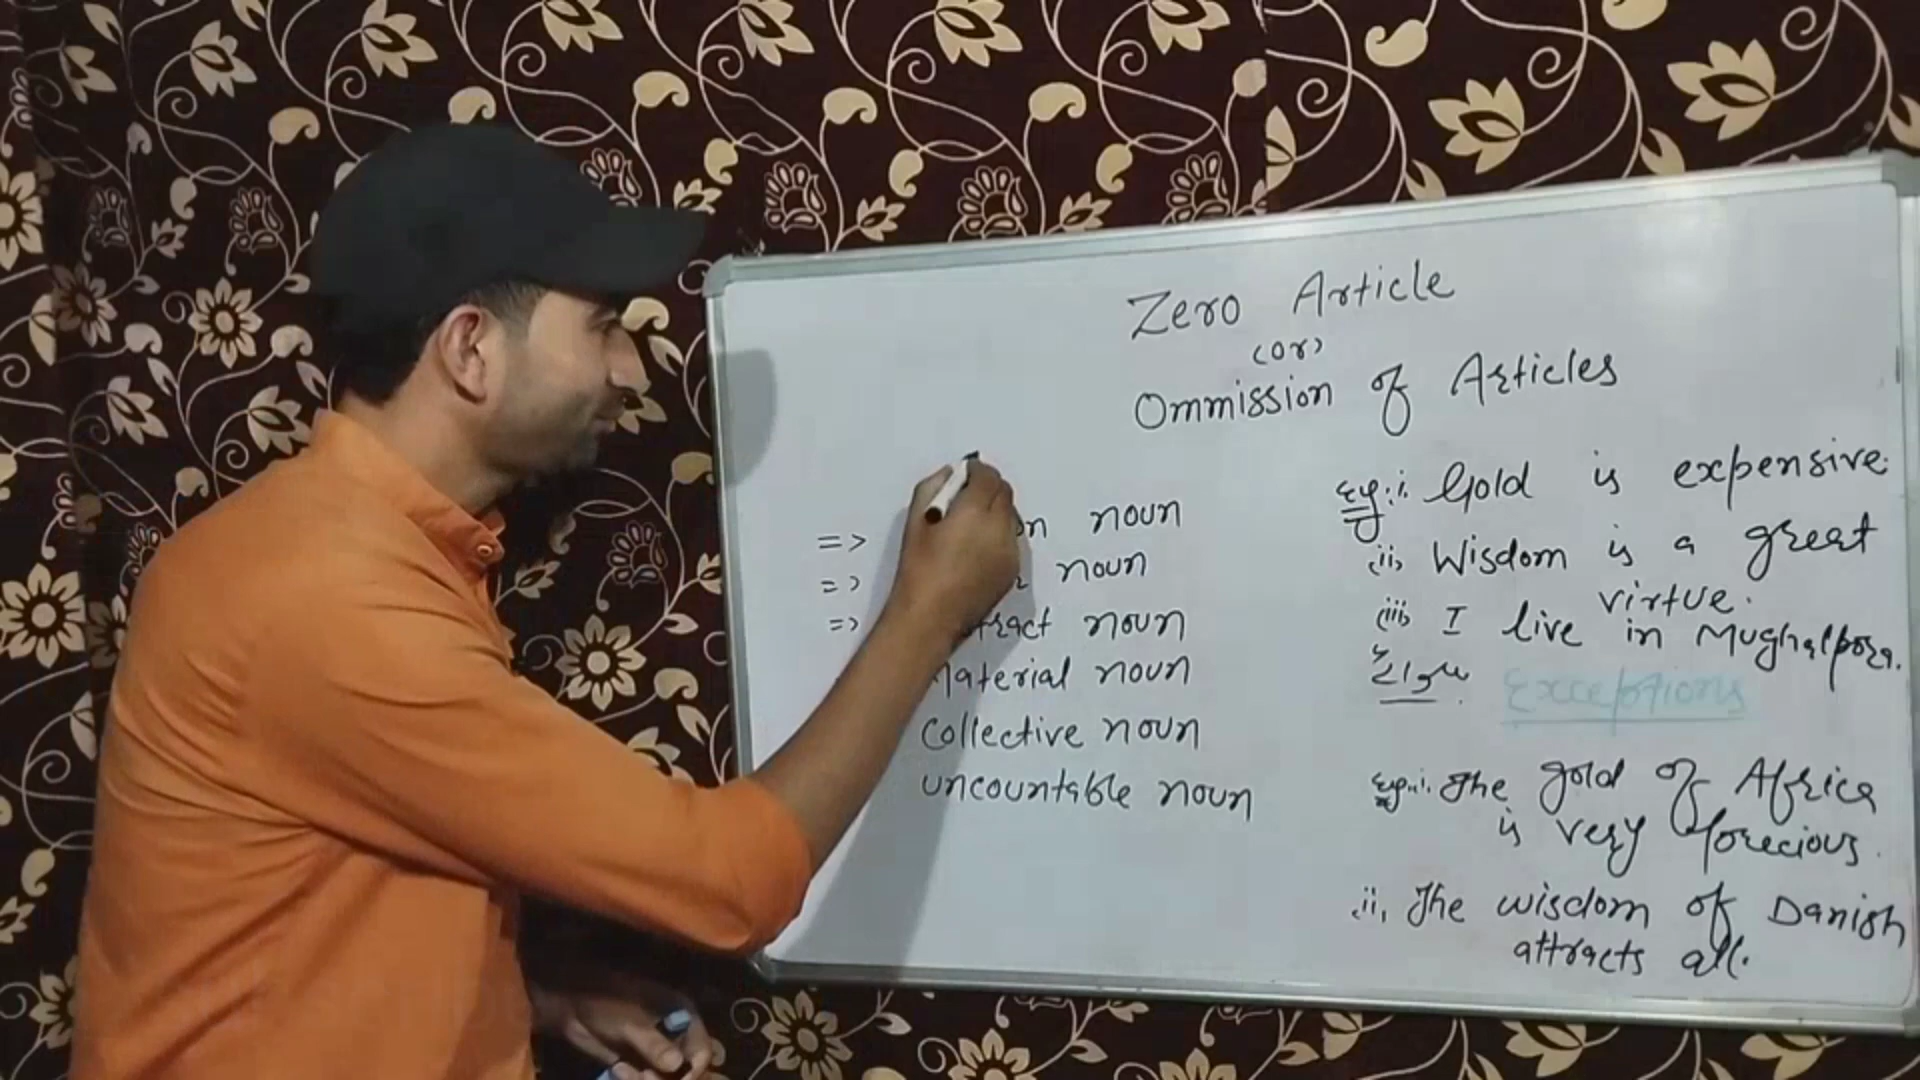 Zero Article
(Or)
Ommission of Articles
=> noun
=> noun
=> noun
Material noun
Collective noun
uncountable noun
Eg: i. Gold is expensive.
(ii) Wisdom is a great
virtue.
(iii) I live in Mughalpora.
Exceptions
Eg: i. The gold of Africa
is very precious.
ii, The wisdom of Danish
attracts all.